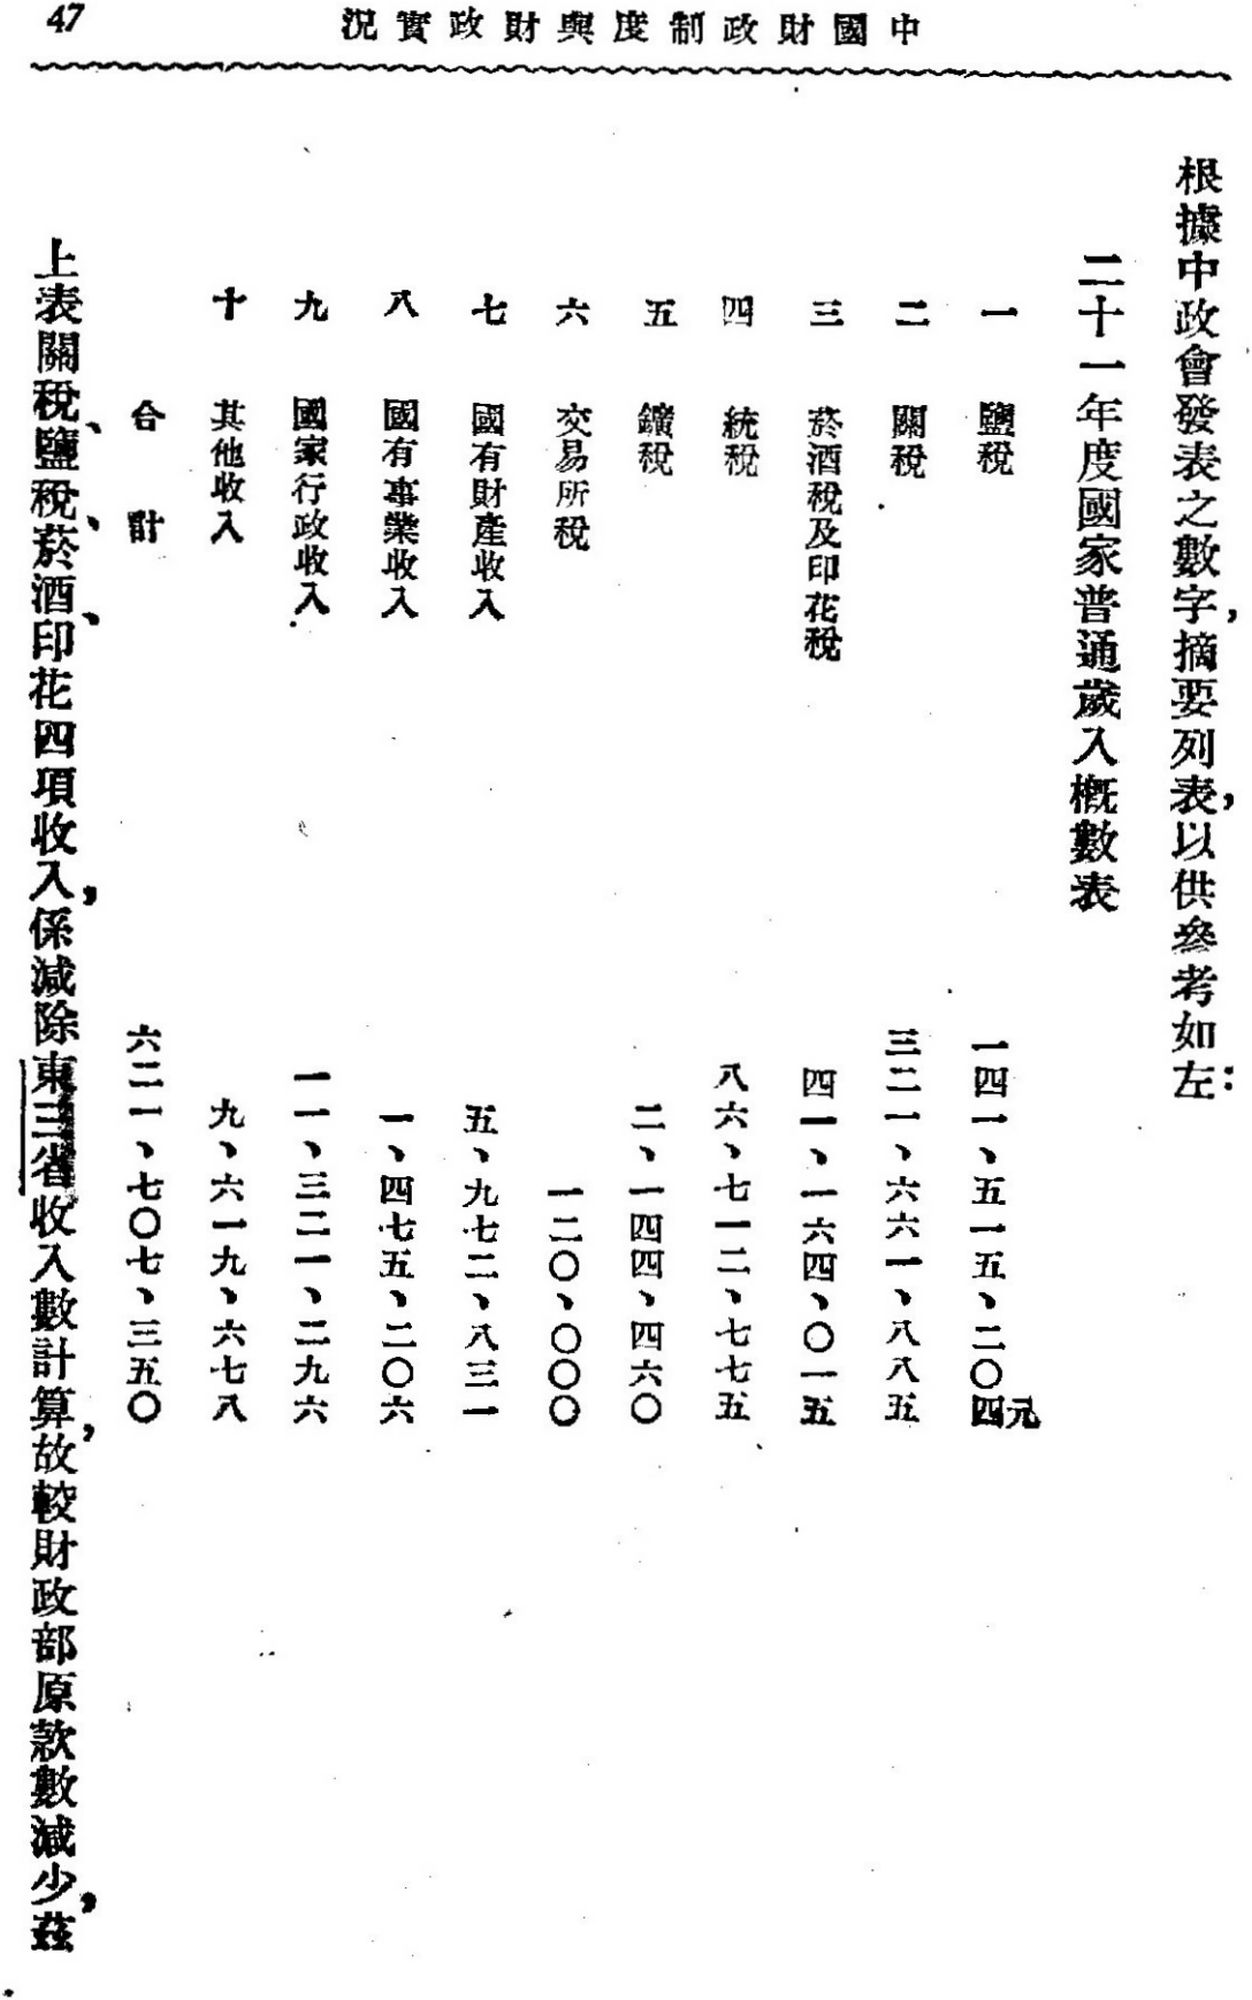 47
中國財政制度與財政實況
根據中政會發表之數字，摘要列表，以供參考如左：
二十一年度國家普通歲入概數表
一 鹽稅 一四一、五一五、二〇四元
二 關稅 三二一、六六一、八八五
三 菸酒稅及印花稅 四一、一六四、〇一五
四 統稅 八六、七一二、七七五
五 鑛稅 二、一四四、四六〇
六 交易所稅 一二〇、〇〇〇
七 國有財產收入 五、九七二、八三一
八 國有事業收入 一、四七五、二〇六
九 國家行政收入 一一、三二一、二九六
十 其他收入 九、六一九、六七八
合計 六二一、七〇七、三五〇
上表關稅、鹽稅、菸酒、印花四項收入，係減除東三省收入數計算，故較財政部原款數減少，茲